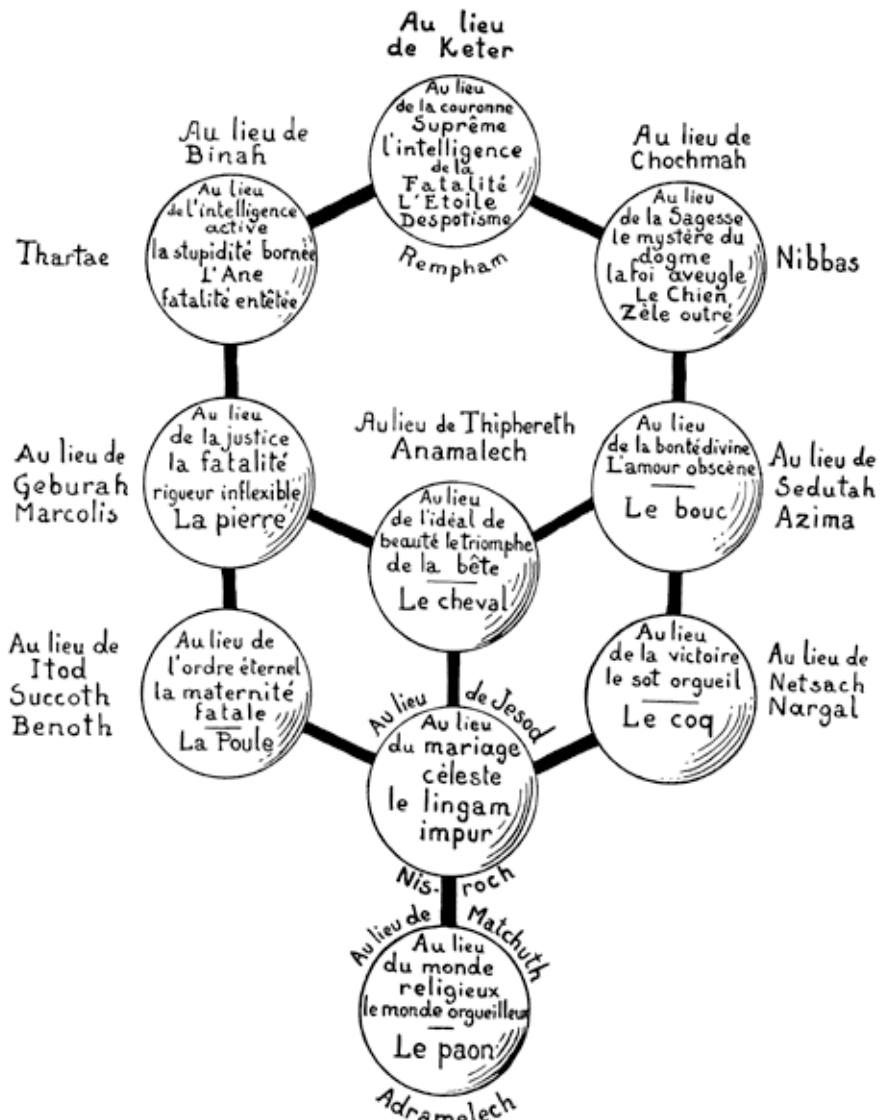 Au lieu
de Keter
Au lieu
de la couronne
Suprême
l'intelligence
de la
Fatalité
L'Etoile
Despotisme
Rempham
Au lieu de
Binah
Au lieu
de l'intelligence
active
la stupidité bornée
L'Ane
fatalité entêtée
Thartae
Au lieu de
Chochmah
Au lieu
de la Sagesse
le mystère du
dogme
la foi aveugle
Le Chien
Zèle outré
Nibbas
Au lieu de
Geburah
Marcolis
Au lieu
de la justice
la fatalité
rigueur inflexible
La pierre
Au lieu de Thiphereth
Anamalech
Au lieu
de l'idéal de
beauté le triomphe
de la bête
Le cheval
Au lieu
de la bonté divine
L'amour obscène
Le bouc
Au lieu de
Sedutah
Azima
Au lieu de
Itod
Succoth
Benoth
Au lieu de
l'ordre éternel
la maternité
fatale
La Poule
Au lieu de Jesod
Au lieu
du mariage
céleste
le lingam
impur
Nis-roch
Au lieu
de la victoire
le sot orgueil
Le coq
Au lieu de
Netsach
Nargal
Au lieu de Matchuth
Au lieu
du monde
religieux
le monde orgueilleux
Le paon
Adramelech